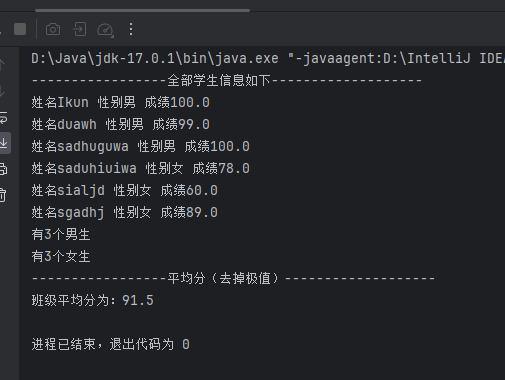 D:\Java\jdk-17.0.1\bin\java.exe "-javaagent:D:\IntelliJ IDEA
-----------------全部学生信息如下-------------------
姓名Ikun 性别男 成绩100.0
姓名duawh 性别男 成绩99.0
姓名sadhuguwa 性别男 成绩100.0
姓名saduhiuiwa 性别女 成绩78.0
姓名sialjd 性别女 成绩60.0
姓名sgadhj 性别女 成绩89.0
有3个男生
有3个女生
-----------------平均分（去掉极值）-------------------
班级平均分为：91.5
进程已结束，退出代码为 0